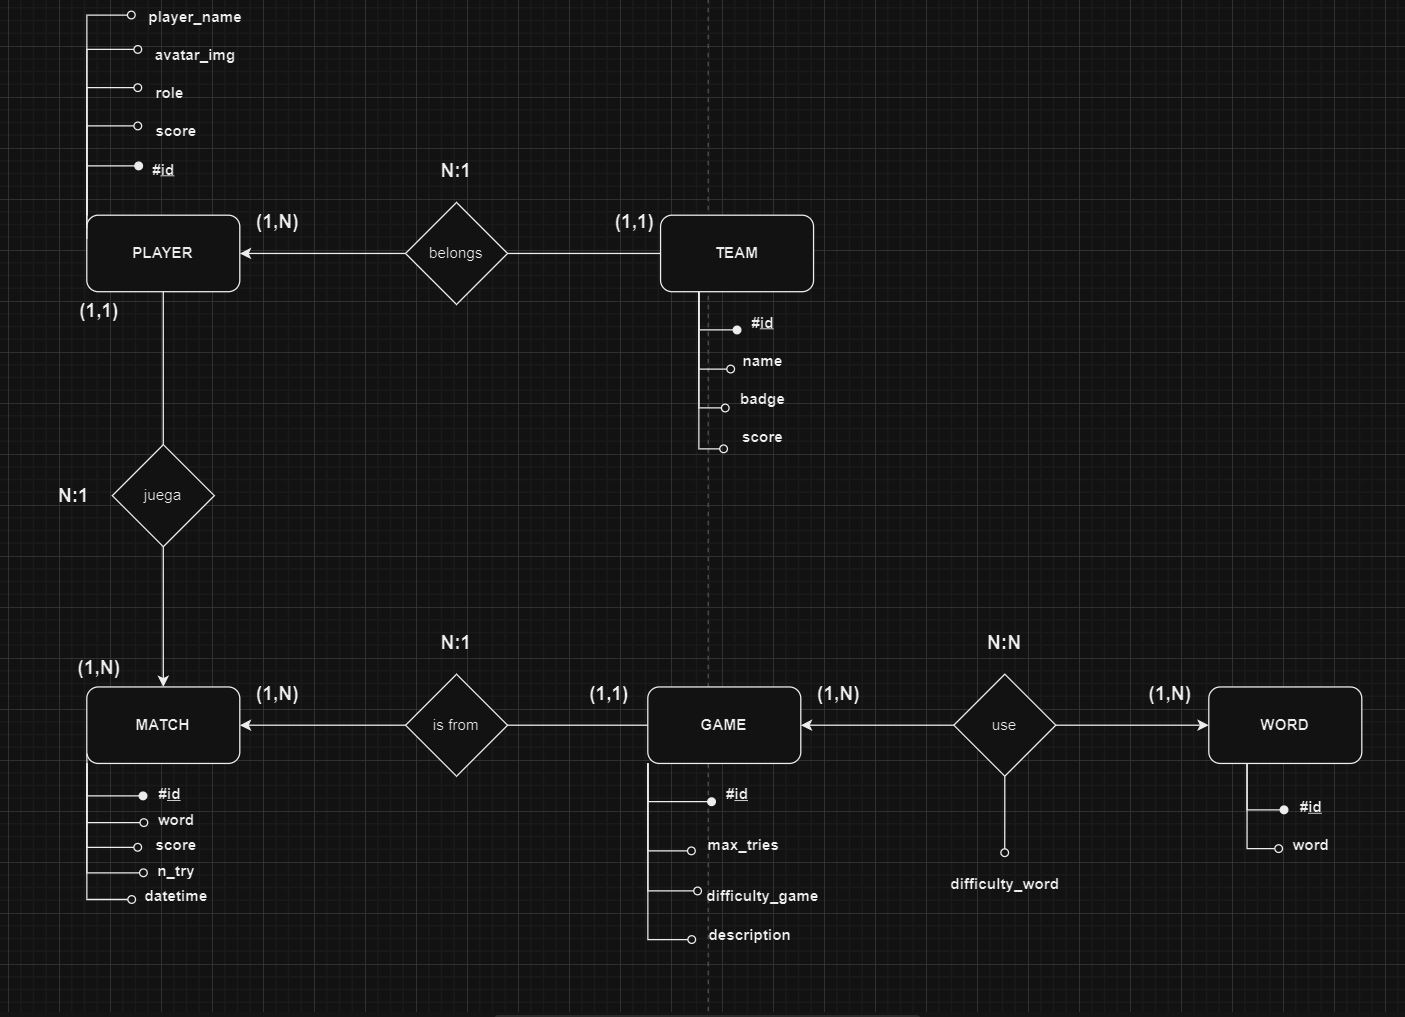 player_name
avatar_img
role
score
#id
N:1
(1,N)
(1,1)
PLAYER
belongs
TEAM
(1,1)
#id
name
badge
score
juega
N:1
N:1
N:N
(1,N)
(1,N)
(1,1)
(1,N)
(1,N)
MATCH
is from
GAME
use
WORD
#id
word
score
n_try
datetime
#id
max_tries
difficulty_game
description
difficulty_word
#id
word